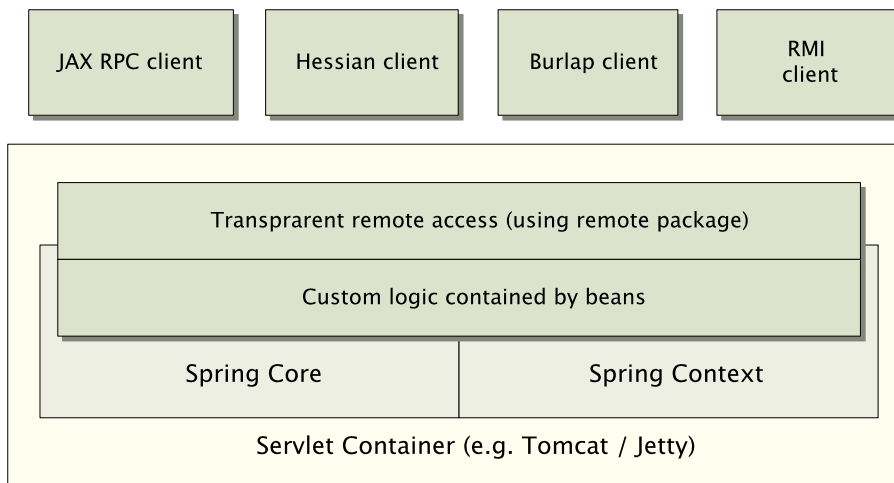 JAX RPC client
Hessian client
Burlap client
RMI
client
Transprarent remote access (using remote package)
Custom logic contained by beans
Spring Core
Spring Context
Servlet Container (e.g. Tomcat / Jetty)